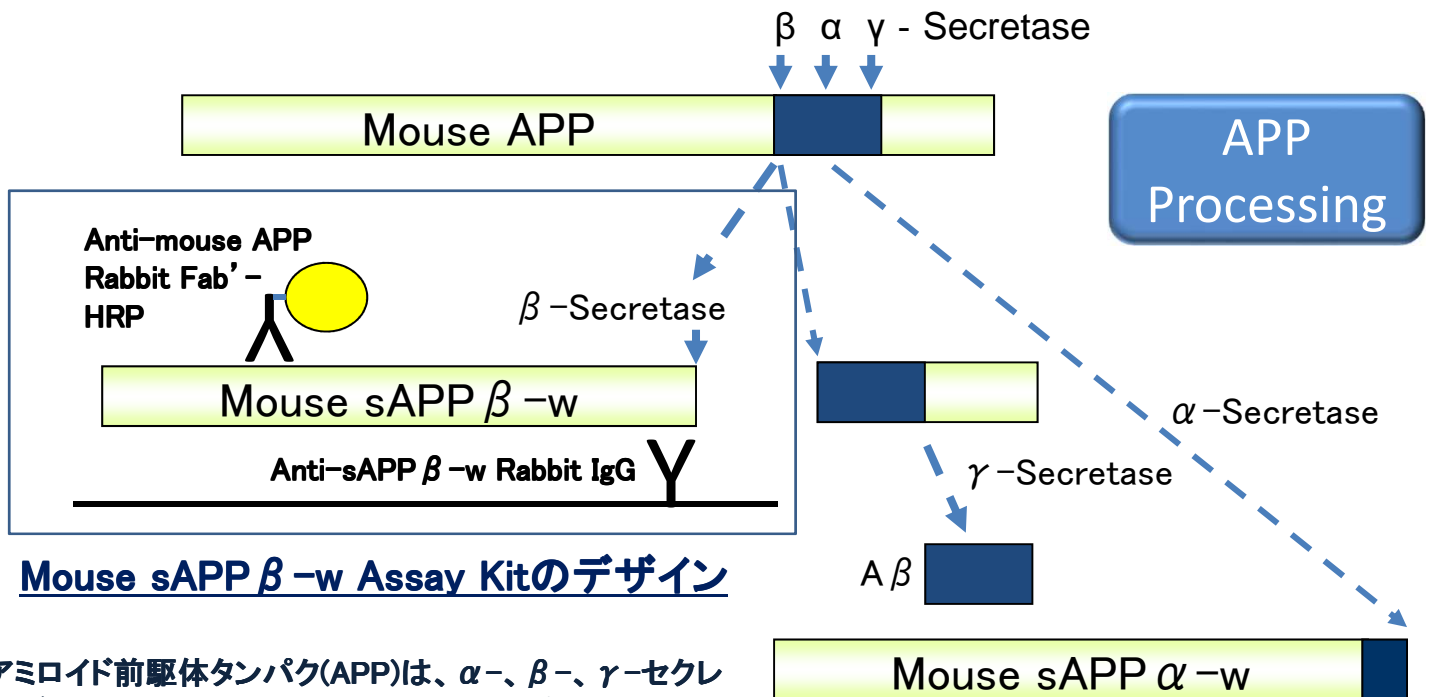 β α γ - Secretase
Mouse APP
APP
Processing
Anti-mouse APP
Rabbit Fab’-
HRP
β-Secretase
Mouse sAPPβ-w
Anti-sAPPβ-w Rabbit IgG
α-Secretase
γ-Secretase
Mouse sAPPβ-w Assay Kitのデザイン
Aβ
アミロイド前駆体タンパク(APP)は、α-、β-、γ-セクレ
Mouse sAPPα-w